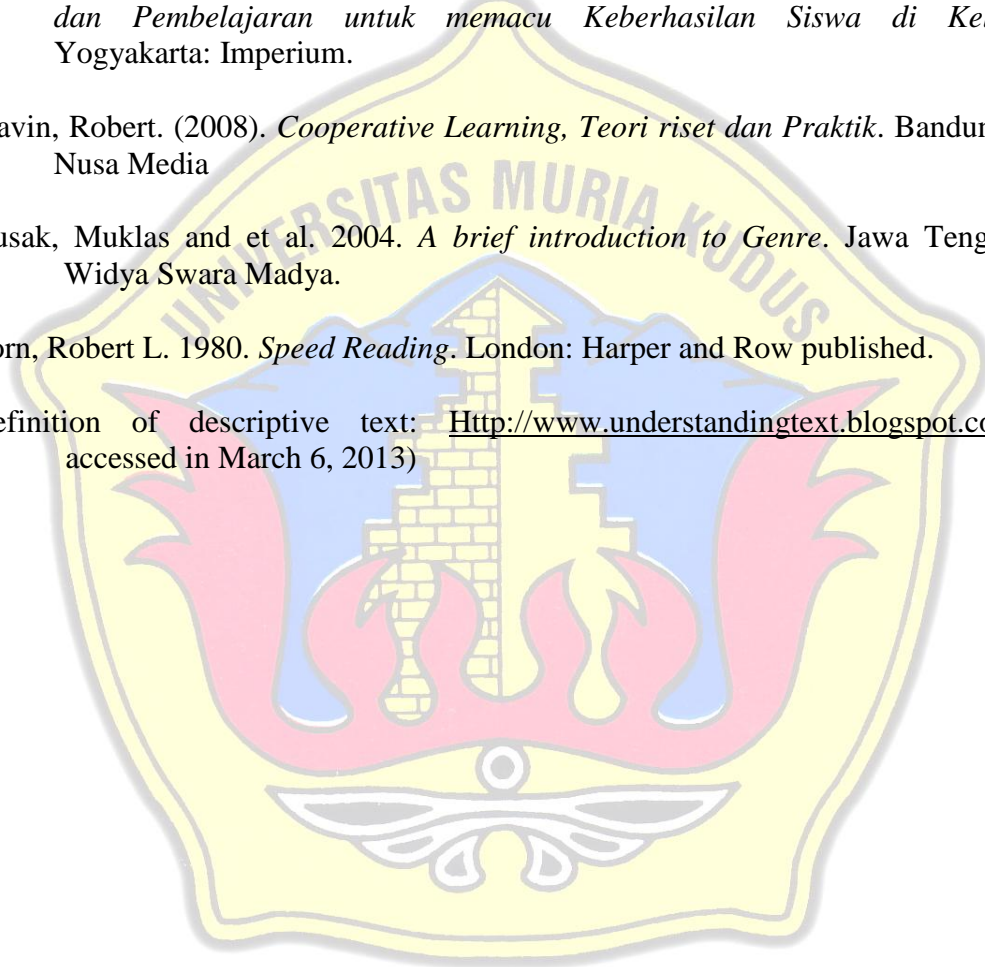 dan Pembelajaran untuk memacu Keberhasilan Siswa di Ke
Yogyakarta: Imperium.
avin, Robert. (2008). Cooperative Learning, Teori riset dan Praktik. Bandun
Nusa Media
usak, Muklas and et al. 2004. A brief introduction to Genre. Jawa Teng
Widya Swara Madya.
orn, Robert L. 1980. Speed Reading. London: Harper and Row published.
efinition of descriptive text: Http://www.understandingtext.blogspot.co
accessed in March 6, 2013)
UNIVERSITAS MURIA KUDUS